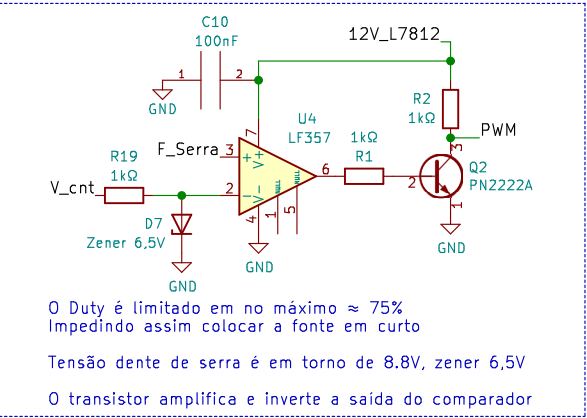 C10
100nF
12V_L7812
1
2
GND
R2
1kΩ
PWM
U4
LF357
7
V+
F_Serra
3
+
1kΩ
R1
6
3
Q2
PN2222A
2
1
R19
1kΩ
V_cnt
2
-
V-
4
1
5
D7
Zener 6,5V
GND
GND
GND
O Duty é limitado em no máximo ≈ 75%
Impedindo assim colocar a fonte em curto
Tensão dente de serra é em torno de 8.8V, zener 6,5V
O transistor amplifica e inverte a saída do comparador